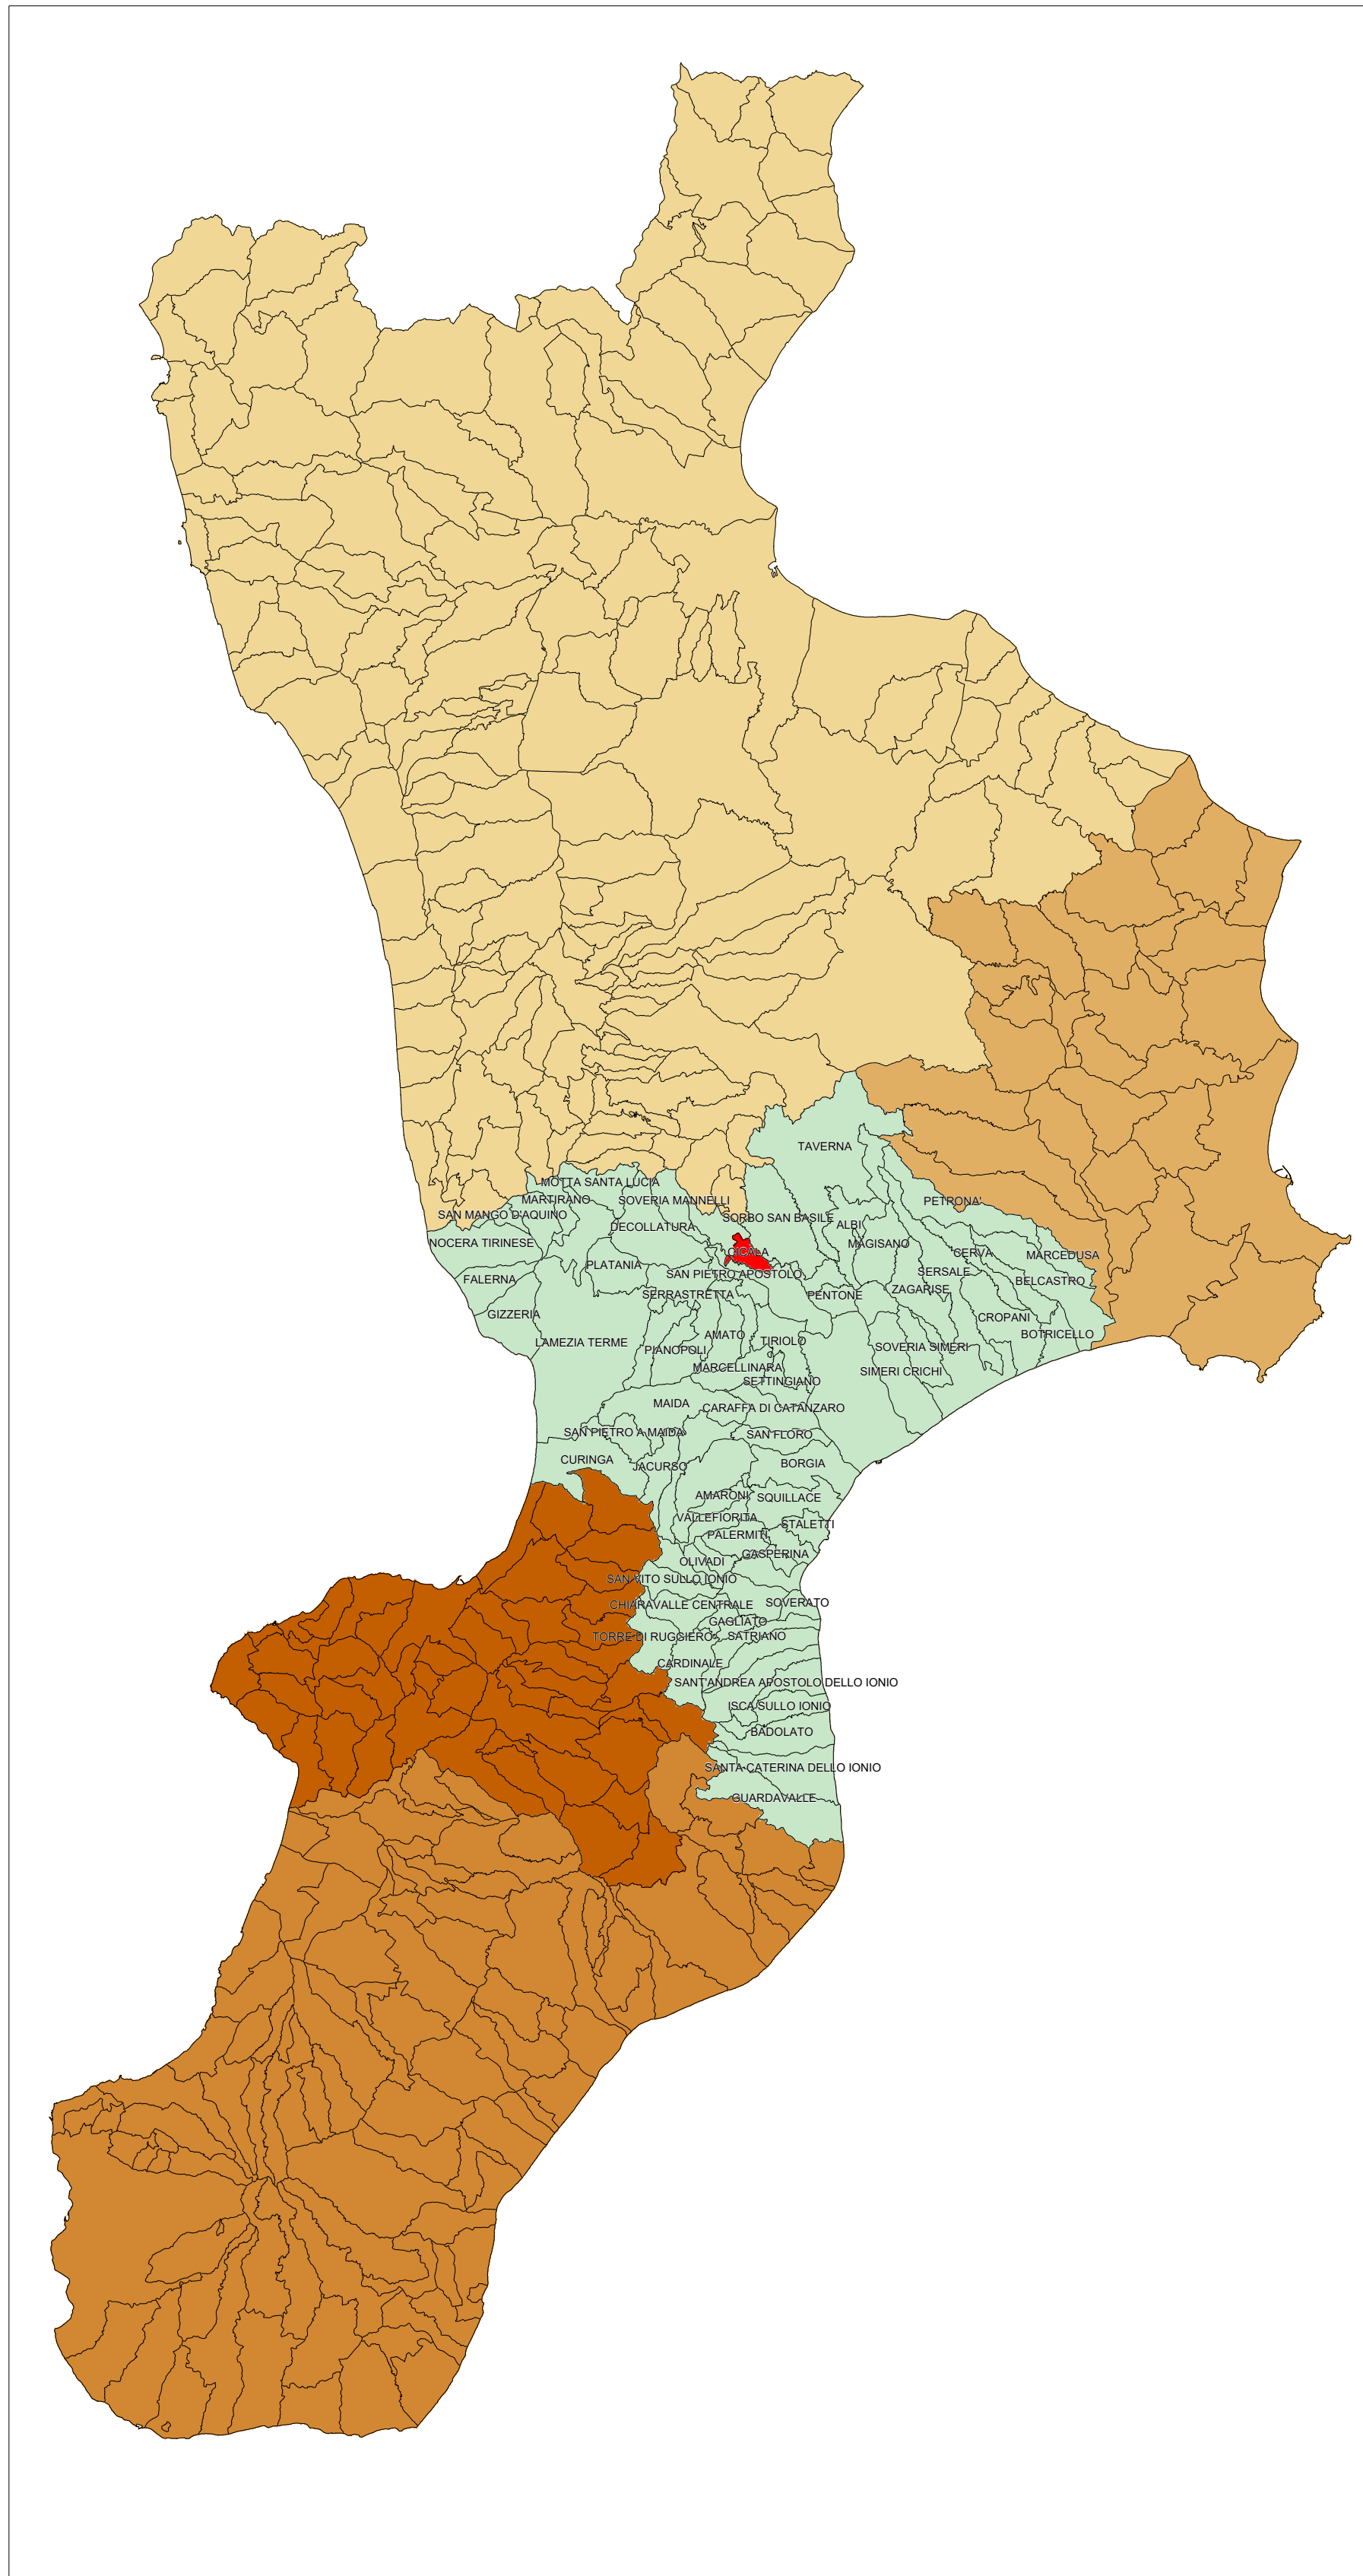 TAVERNA
MOTTA SANTA LUCIA
MARTIRANO
SOVERIA MANNELLI
PETRONA'
SAN MANGO D'AQUINO
SORBO SAN BASILE
DECOLLATURA
ALBI
NOCERA TIRINESE
MAGISANO
CICALA
CERVA
MARCEDUSA
PLATANIA
SAN PIETRO APOSTOLO
SERSALE
FALERNA
BELCASTRO
SERRASTRETTA
PENTONE
ZAGARISE
GIZZERIA
CROPANI
LAMEZIA TERME
AMATO
TIRIOLO
BOTRICELLO
PIANOPOLI
SOVERIA SIMERI
MARCELLINARA
SIMERI CRICHI
SETTINGIANO
MAIDA
CARAFFA DI CATANZARO
SAN PIETRO A MAIDA
SAN FLORO
CURINGA
JACURSO
BORGIA
AMARONI
SQUILLACE
VALLEFIORITA
STALETTI
PALERMITI
GASPERINA
OLIVADI
SAN VITO SULLO IONIO
CHIARAVALLE CENTRALE
SOVERATO
GAGLIATO
TORRE DI RUGGIERO
SATRIANO
CARDINALE
SANT'ANDREA APOSTOLO DELLO IONIO
ISCA SULLO IONIO
BADOLATO
SANTA CATERINA DELLO IONIO
GUARDAVALLE